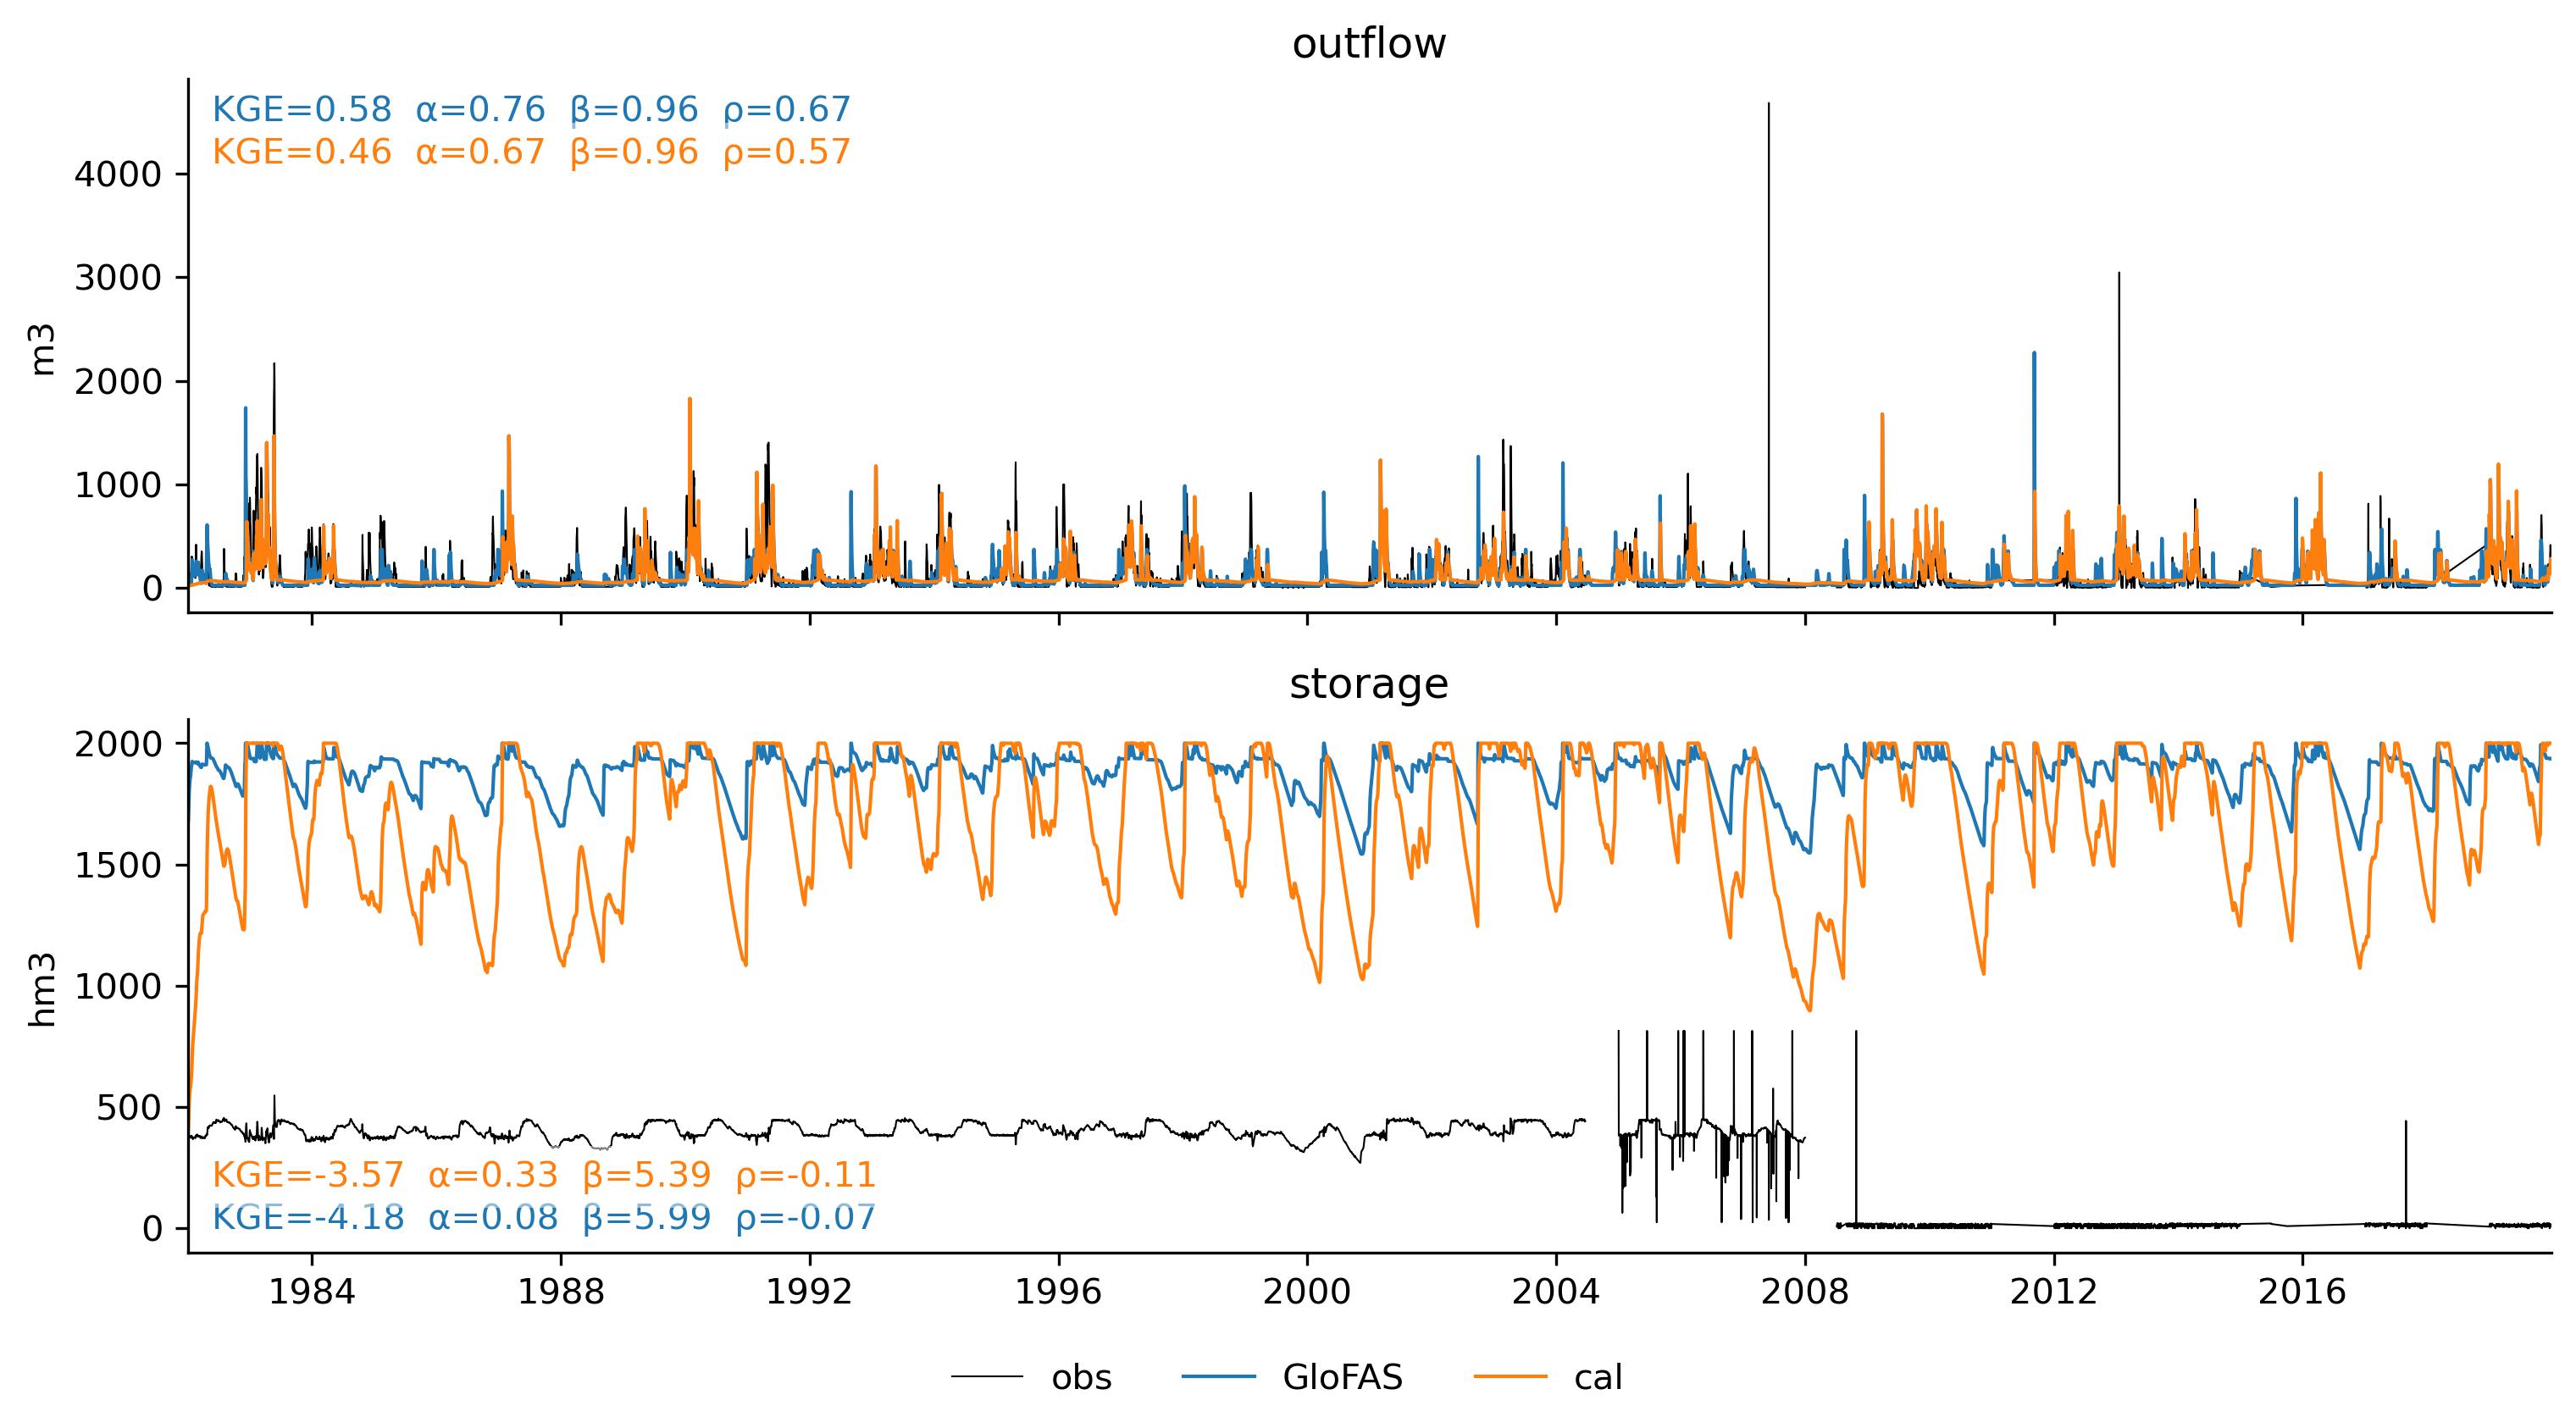 outflow
KGE=0.58 α=0.76 β=0.96 ρ=0.67
KGE=0.46 α=0.67 β=0.96 ρ=0.57
4000
3000
2000
1000
0
m3
storage
2000
1500
1000
500
0
hm3
KGE=-3.57 α=0.33 β=5.39 ρ=-0.11
KGE=-4.18 α=0.08 β=5.99 ρ=-0.07
1984 1988 1992 1996 2000 2004 2008 2012 2016
obs GloFAS cal